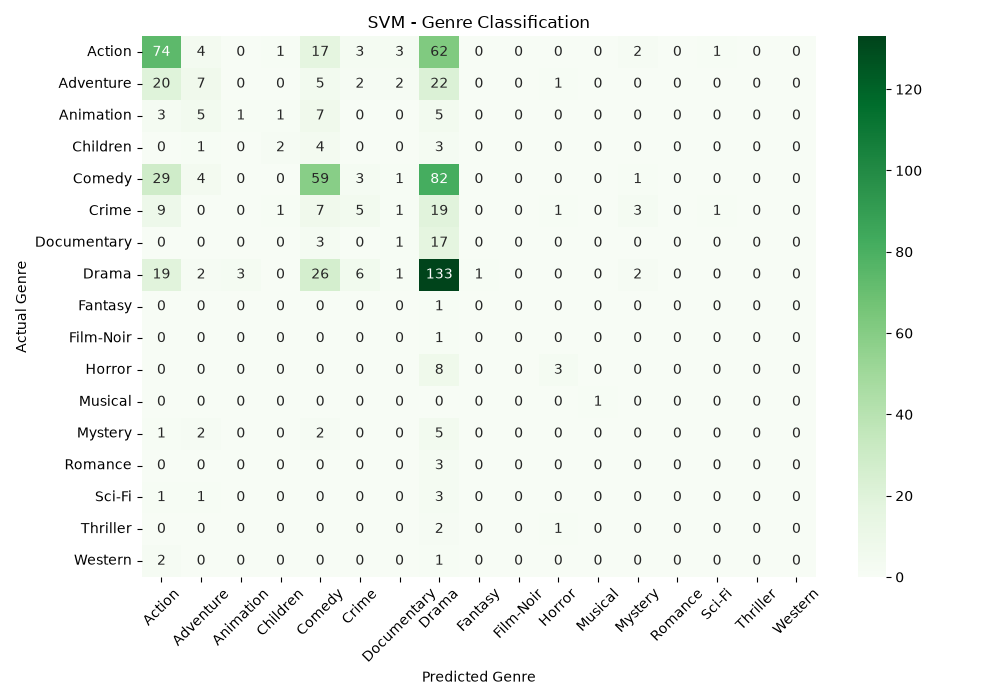 SVM - Genre Classification
Actual Genre
Action 74 4 0 1 17 3 3 62 0 0 0 0 2 0 1 0 0
Adventure 20 7 0 0 5 2 2 22 0 0 1 0 0 0 0 0 0
Animation 3 5 1 1 7 0 0 5 0 0 0 0 0 0 0 0 0
Children 0 1 0 2 4 0 0 3 0 0 0 0 0 0 0 0 0
Comedy 29 4 0 0 59 3 1 82 0 0 0 0 1 0 0 0 0
Crime 9 0 0 1 7 5 1 19 0 0 1 0 3 0 1 0 0
Documentary 0 0 0 0 3 0 1 17 0 0 0 0 0 0 0 0 0
Drama 19 2 3 0 26 6 1 133 1 0 0 0 2 0 0 0 0
Fantasy 0 0 0 0 0 0 0 1 0 0 0 0 0 0 0 0 0
Film-Noir 0 0 0 0 0 0 0 1 0 0 0 0 0 0 0 0 0
Horror 0 0 0 0 0 0 0 8 0 0 3 0 0 0 0 0 0
Musical 0 0 0 0 0 0 0 0 0 0 0 1 0 0 0 0 0
Mystery 1 2 0 0 2 0 0 5 0 0 0 0 0 0 0 0 0
Romance 0 0 0 0 0 0 0 3 0 0 0 0 0 0 0 0 0
Sci-Fi 1 1 0 0 0 0 0 3 0 0 0 0 0 0 0 0 0
Thriller 0 0 0 0 0 0 0 2 0 0 1 0 0 0 0 0 0
Western 2 0 0 0 0 0 0 1 0 0 0 0 0 0 0 0 0
Action Adventure Animation Children Comedy Crime Documentary Drama Fantasy Film-Noir Horror Musical Mystery Romance Sci-Fi Thriller Western
Predicted Genre
120
100
80
60
40
20
0